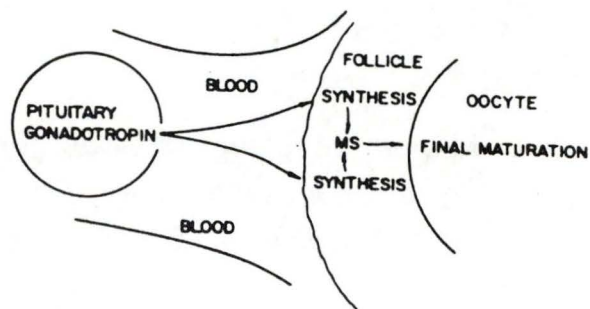 FOLLICLE
BLOOD
SYNTHESIS
OOCYTE
PITUITARY
GONADOTROPIN
MS
FINAL MATURATION
SYNTHESIS
BLOOD